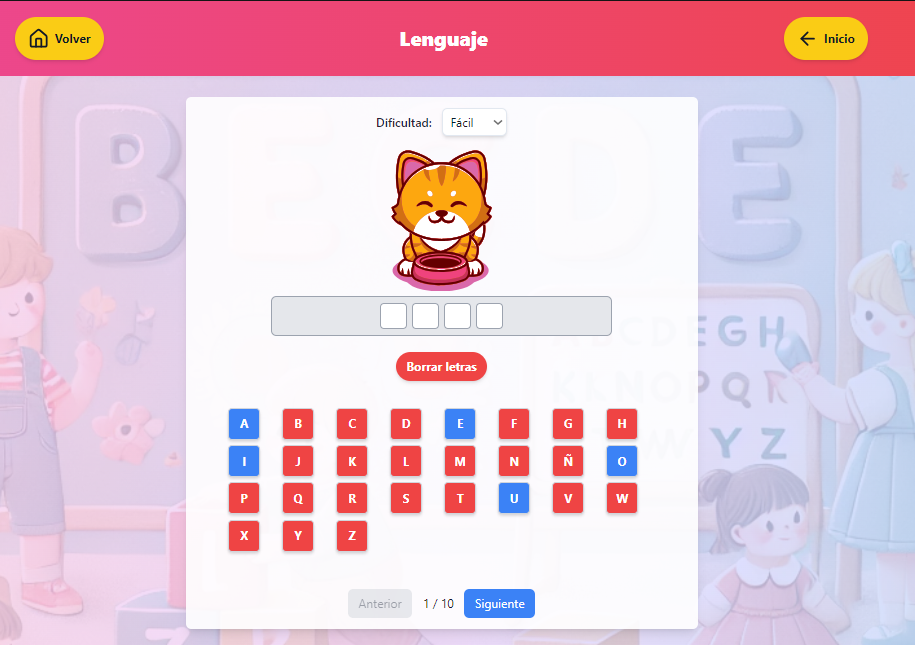 Volver
Lenguaje
Inicio
Dificultad: Fácil
A B C D E F G H
I J K L M N Ñ O
P Q R S T U V W
X Y Z
Borrar letras
Anterior 1 / 10 Siguiente
B E D E